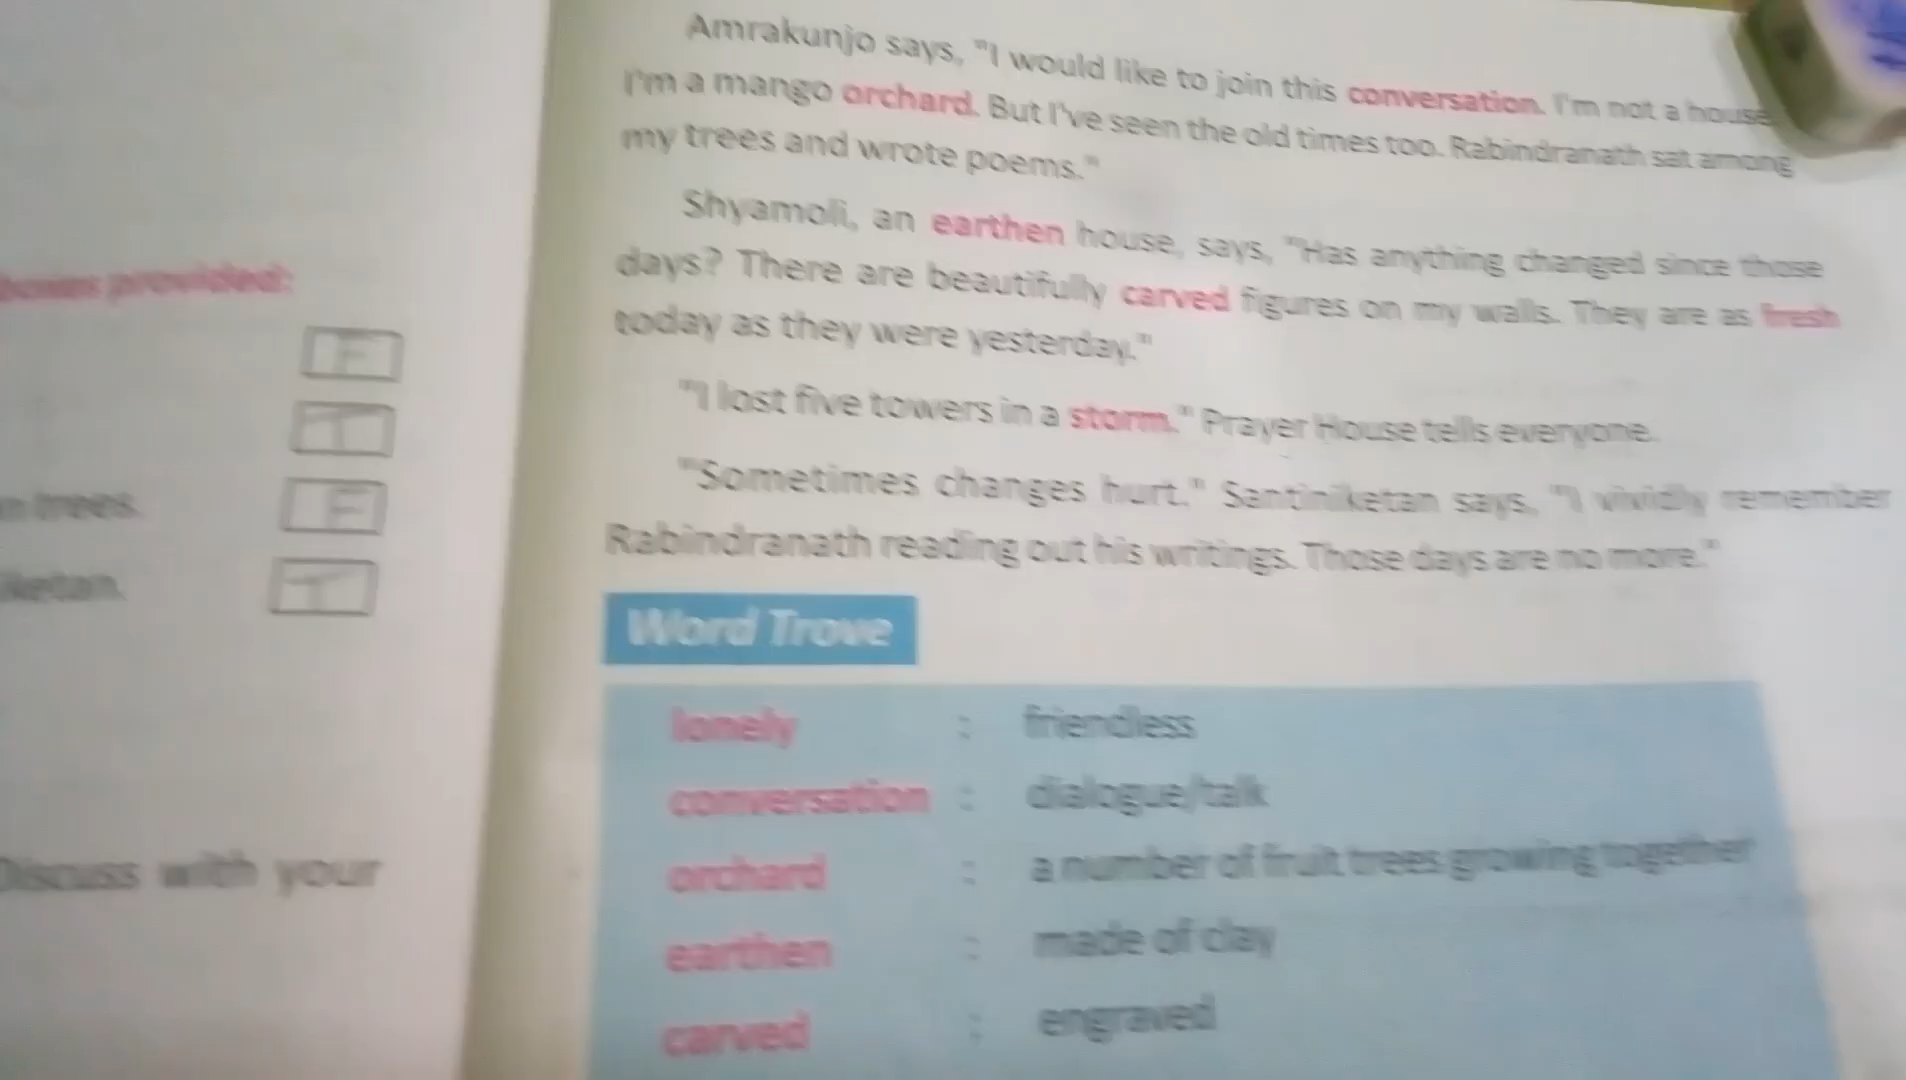 boxes provided:
F
T
trees.
F
iketan.
T
Discuss with your
Amrakunjo says, "I would like to join this conversation. I'm not a house
I'm a mango orchard. But I've seen the old times too. Rabindranath sat among
my trees and wrote poems."
Shyamoli, an earthen house, says, "Has anything changed since those
days? There are beautifully carved figures on my walls. They are as fresh
today as they were yesterday."
"I lost five towers in a storm." Prayer House tells everyone.
"Sometimes changes hurt." Santiniketan says. "I vividly remember
Rabindranath reading out his writings. Those days are no more."
Word Trove
lonely : friendless
conversation : dialogue/talk
orchard : a number of fruit trees growing together
earthen : made of clay
carved : engraved